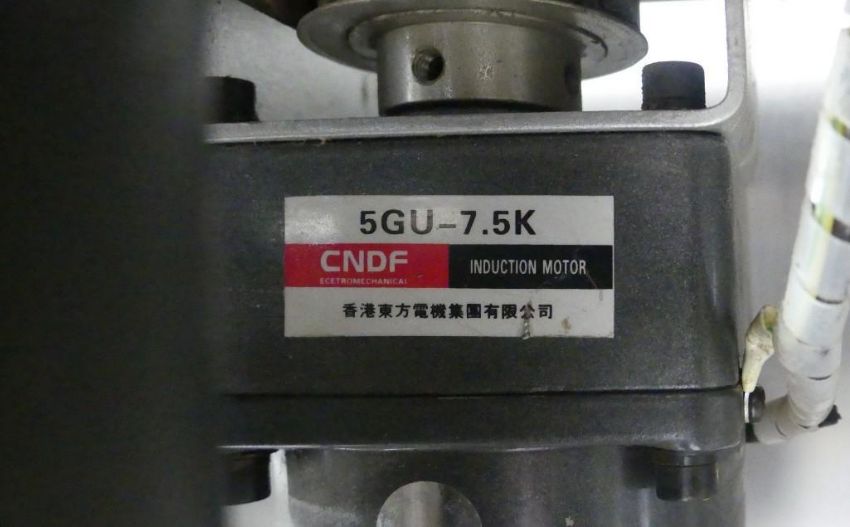 5GU-7.5K
CNDF INDUCTION MOTOR
ECETROMECHANICAL
香港東方電機集團有限公司